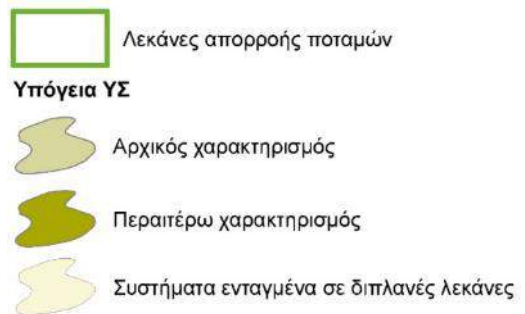 Λεκάνες απορροής ποταμών
Υπόγεια ΥΣ
Αρχικός χαρακτηρισμός
Περαιτέρω χαρακτηρισμός
Συστήματα ενταγμένα σε διπλανές λεκάνες